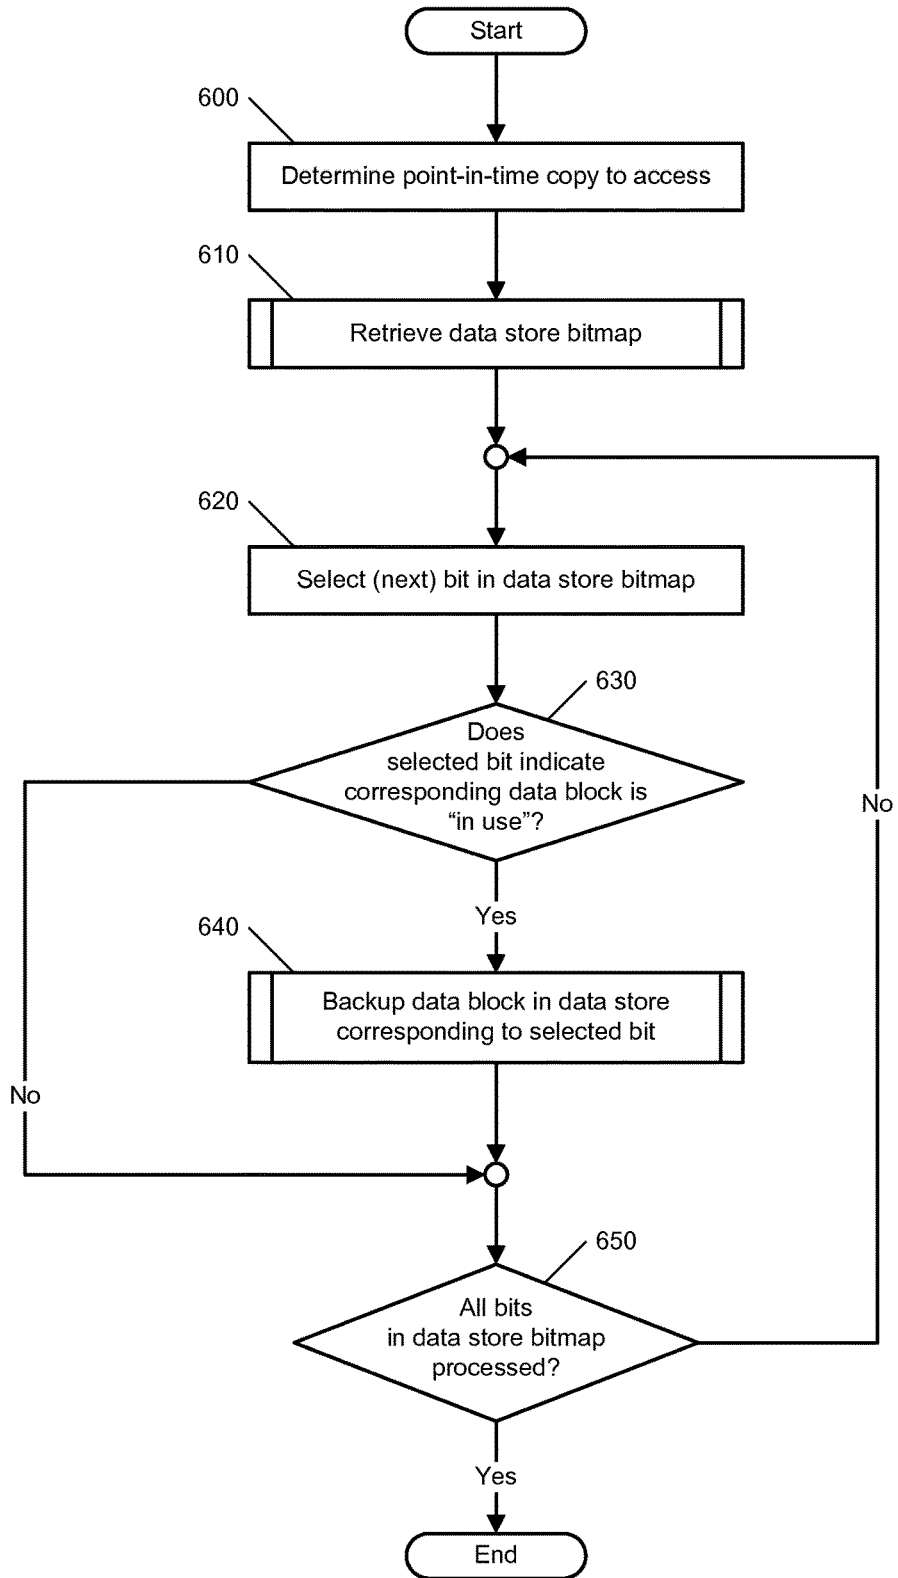 Start
600
Determine point-in-time copy to access
610
Retrieve data store bitmap
620
Select (next) bit in data store bitmap
630
Does
selected bit indicate
corresponding data block is
“in use”?
No
Yes
640
Backup data block in data store
corresponding to selected bit
No
650
All bits
in data store bitmap
processed?
Yes
End